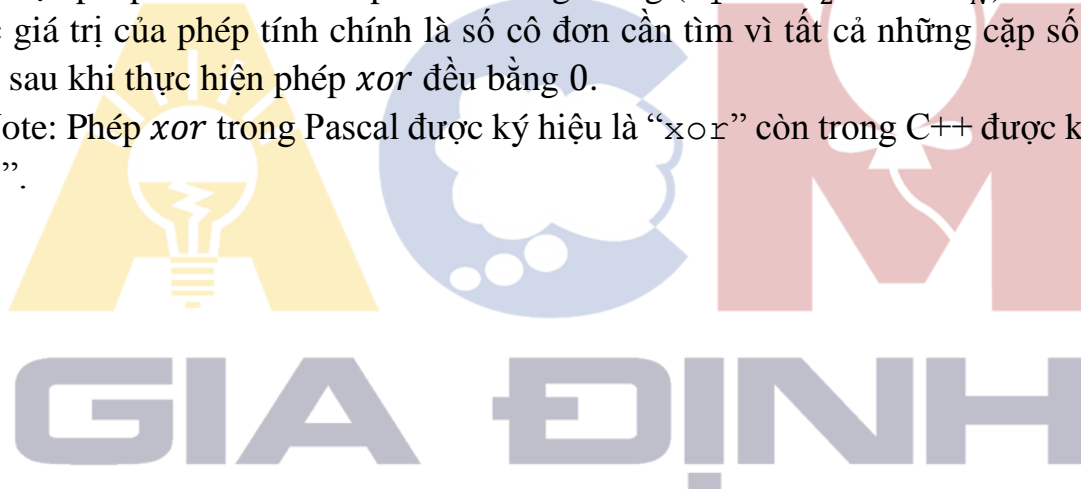 giá trị của phép tính chính là số cô đơn cần tìm vì tất cả những cặp số
sau khi thực hiện phép xor đều bằng 0.
ote: Phép xor trong Pascal được ký hiệu là “xor” còn trong C++ được k
”.
ACM
GIA ĐỊNH